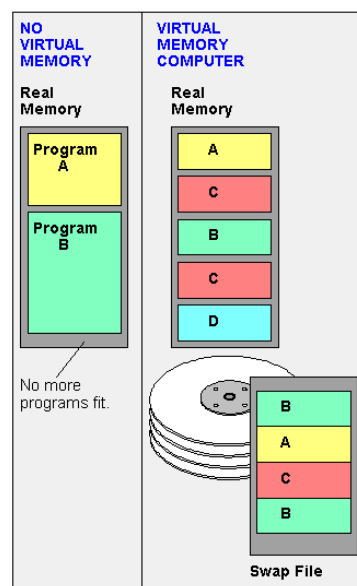 NO
VIRTUAL
MEMORY
Real
Memory
Program
A
Program
B
No more
programs fit.
VIRTUAL
MEMORY
COMPUTER
Real
Memory
A
C
B
C
D
B
A
C
B
Swap File